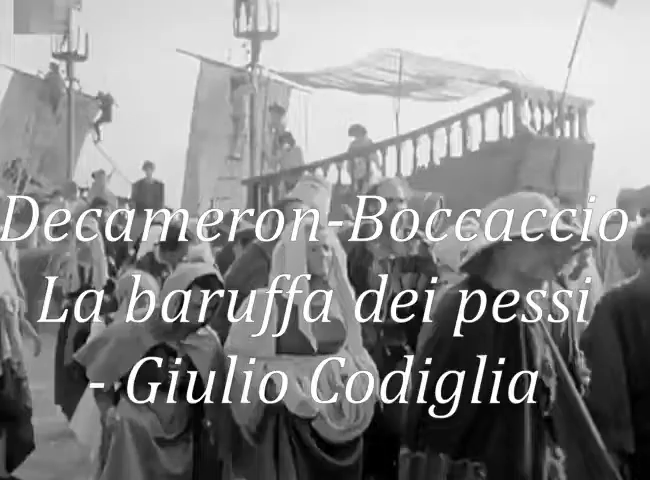 Decameron-Boccaccio
La baruffa dei pessi
- Giulio Codiglia